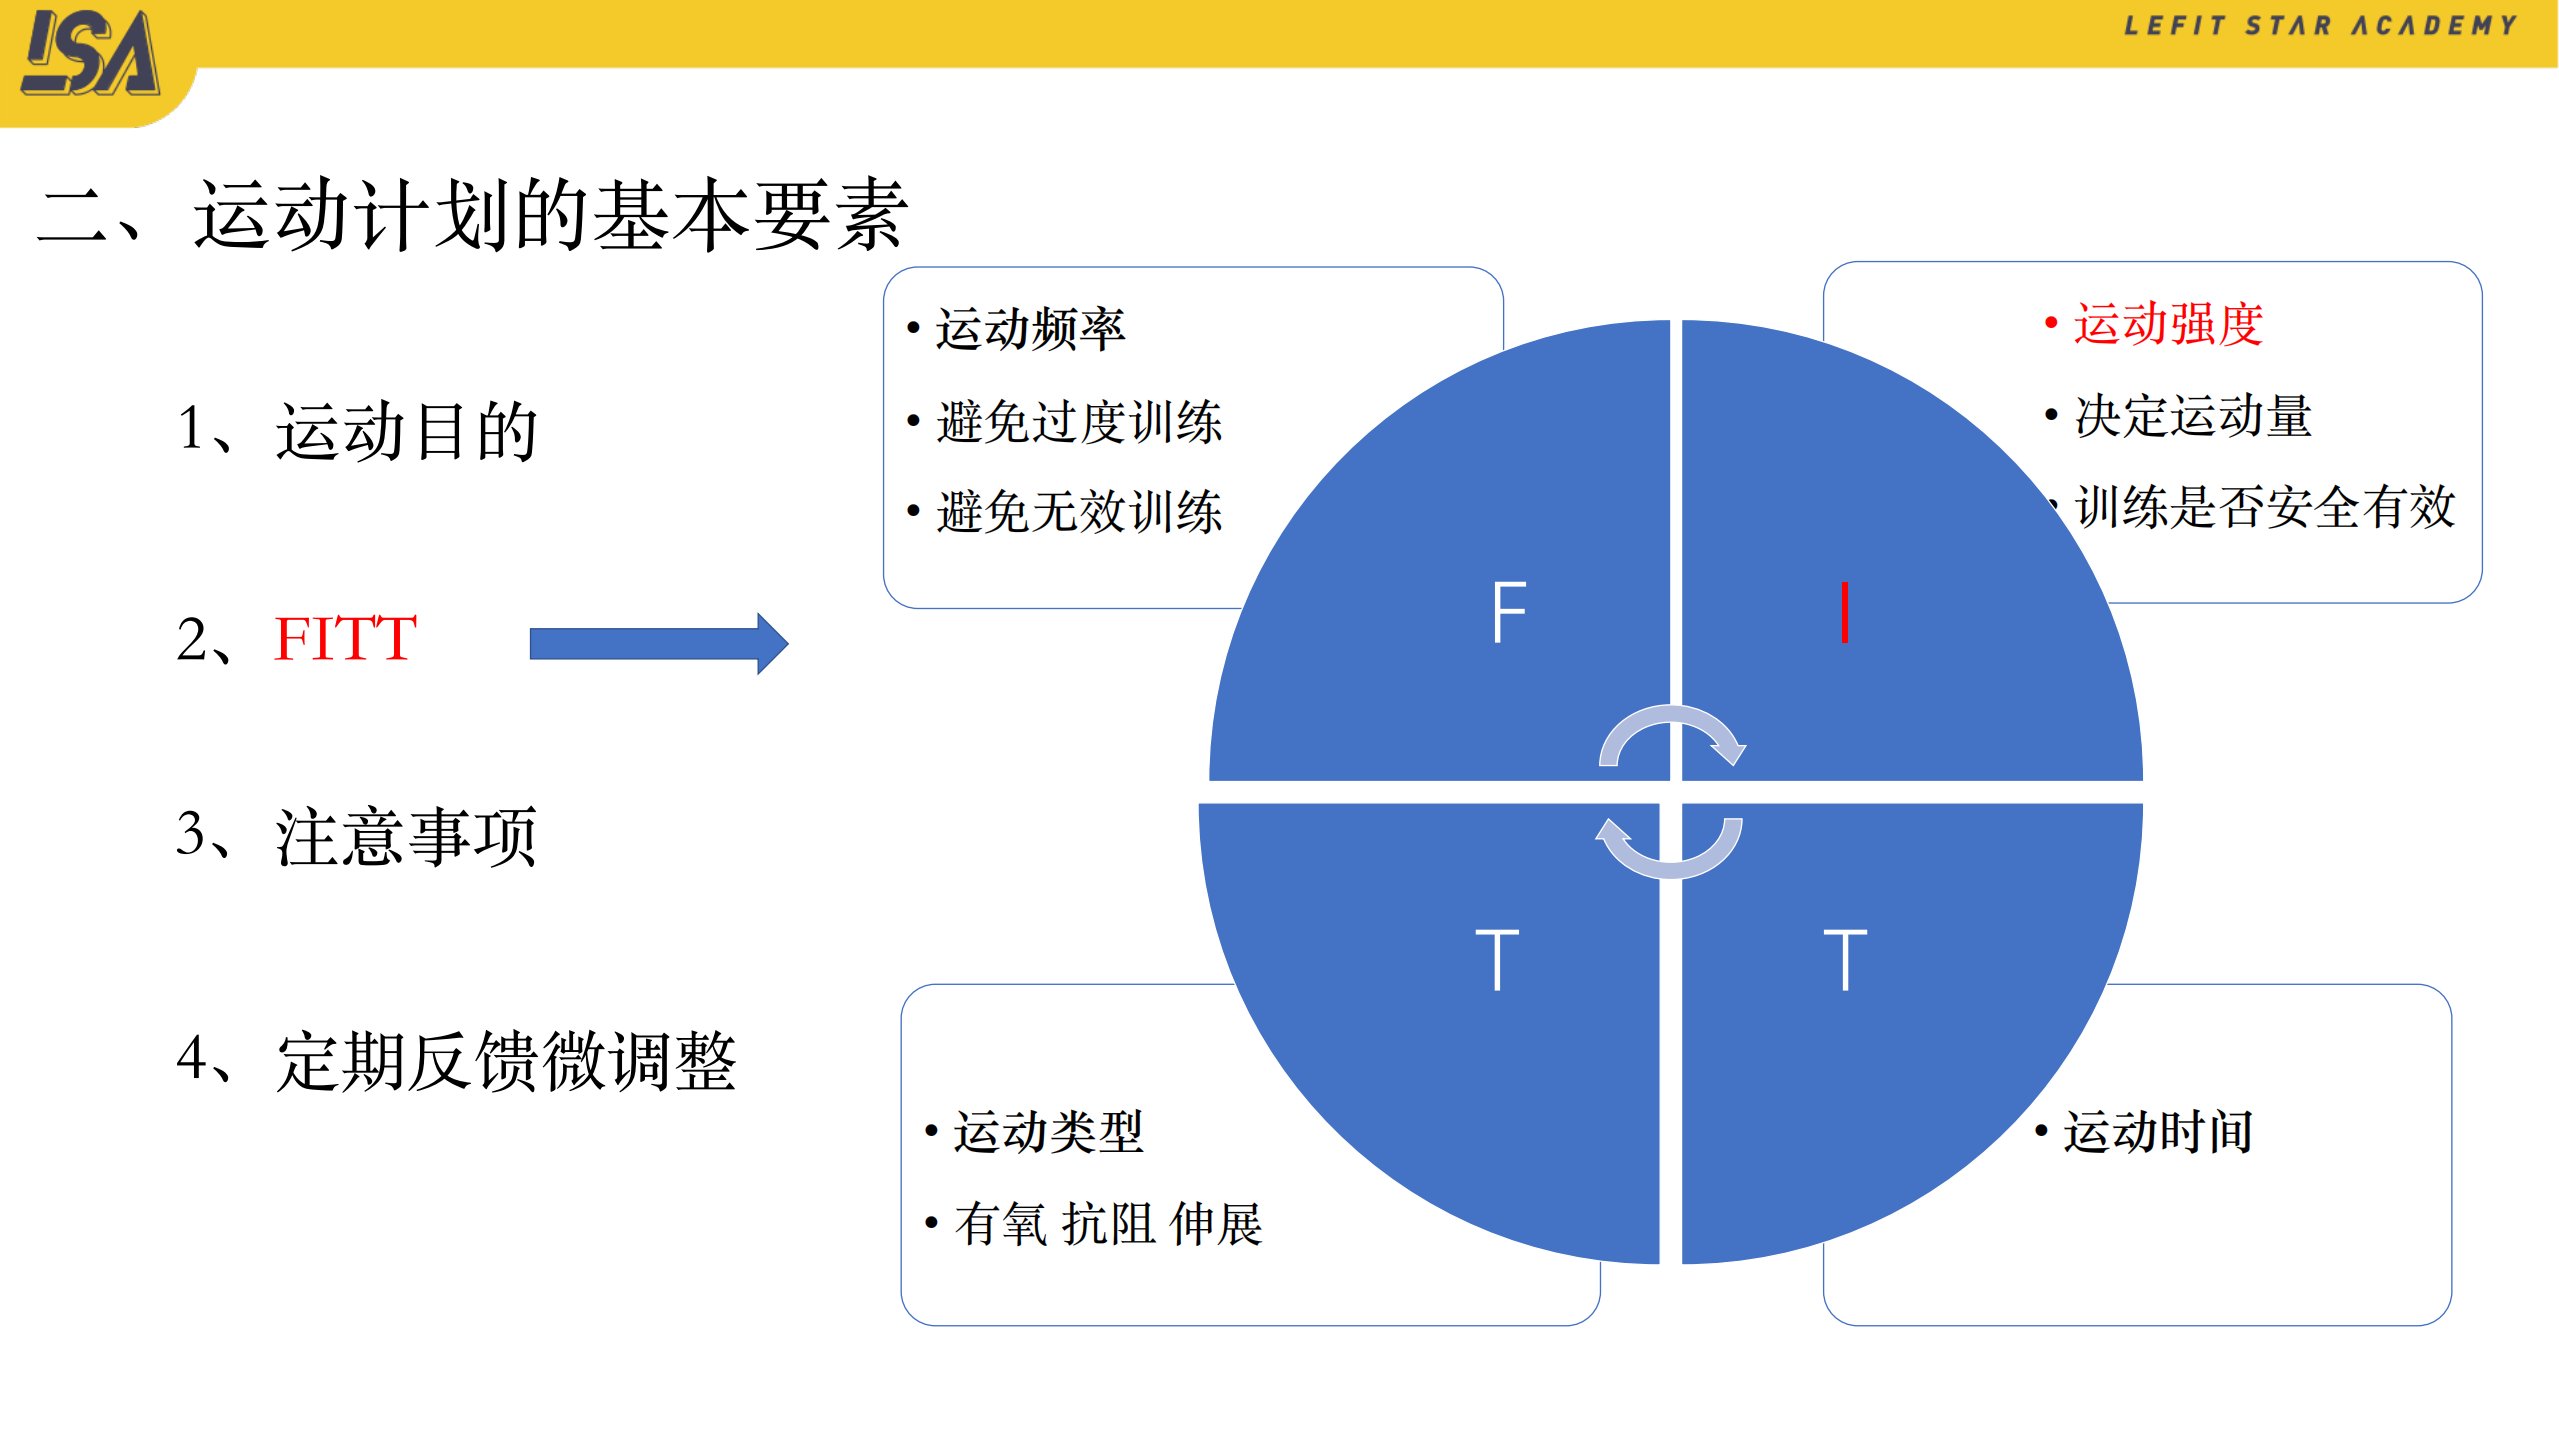 LSA
LEFIT STAR ACADEMY
二、运动计划的基本要素
1、运动目的
2、FITT
3、注意事项
4、定期反馈微调整
• 运动频率
• 避免过度训练
• 避免无效训练
• 运动强度
• 决定运动量
• 训练是否安全有效
F
I
T
T
• 运动类型
• 有氧 抗阻 伸展
• 运动时间